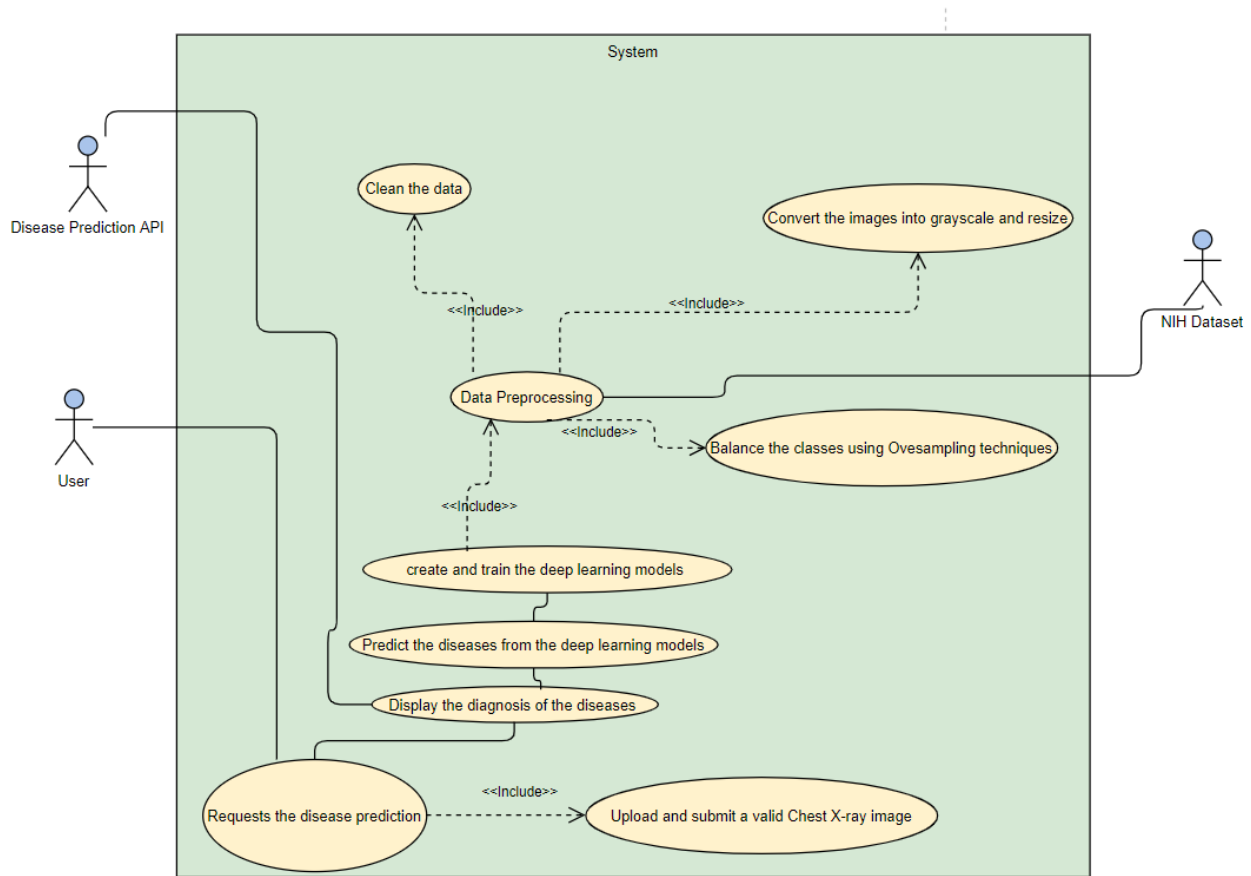 System
Clean the data
Disease Prediction API
Convert the images into grayscale and resize
<<Include>>
<<Include>>
NIH Dataset
Data Preprocessing
<<Include>>
Balance the classes using Ovesampling techniques
User
<<Include>>
create and train the deep learning models
Predict the diseases from the deep learning models
Display the diagnosis of the diseases
<<Include>>
Requests the disease prediction
Upload and submit a valid Chest X-ray image